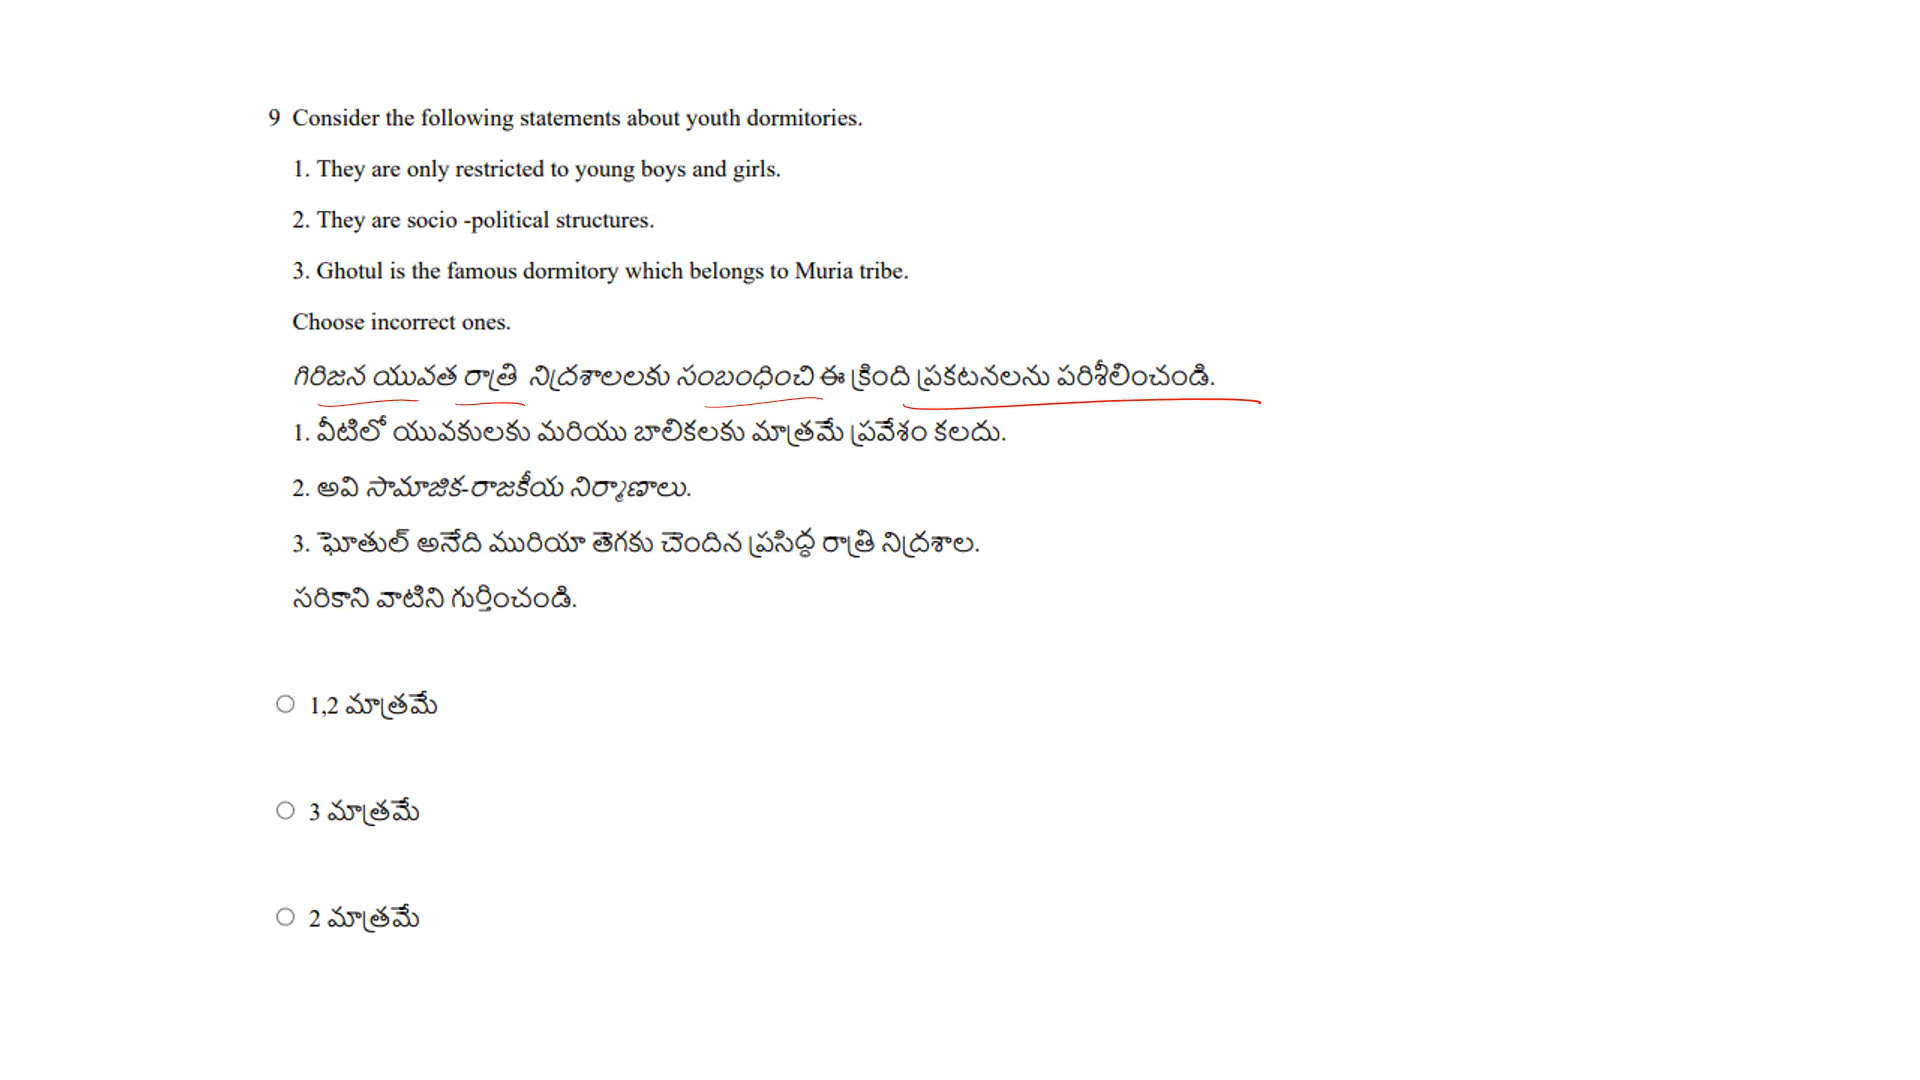 9 Consider the following statements about youth dormitories.
1. They are only restricted to young boys and girls.
2. They are socio -political structures.
3. Ghotul is the famous dormitory which belongs to Muria tribe.
Choose incorrect ones.
గిరిజన యువత రాత్రి నిద్రశాలలకు సంబంధించి ఈ క్రింది ప్రకటనలను పరిశీలించండి.
1. వీటిలో యువకులకు మరియు బాలికలకు మాత్రమే ప్రవేశం కలదు.
2. అవి సామాజిక-రాజకీయ నిర్మాణాలు.
3. ఘోతుల్ అనేది మురియా తెగకు చెందిన ప్రసిద్ధ రాత్రి నిద్రశాల.
సరికాని వాటిని గుర్తించండి.
1,2 మాత్రమే
3 మాత్రమే
2 మాత్రమే